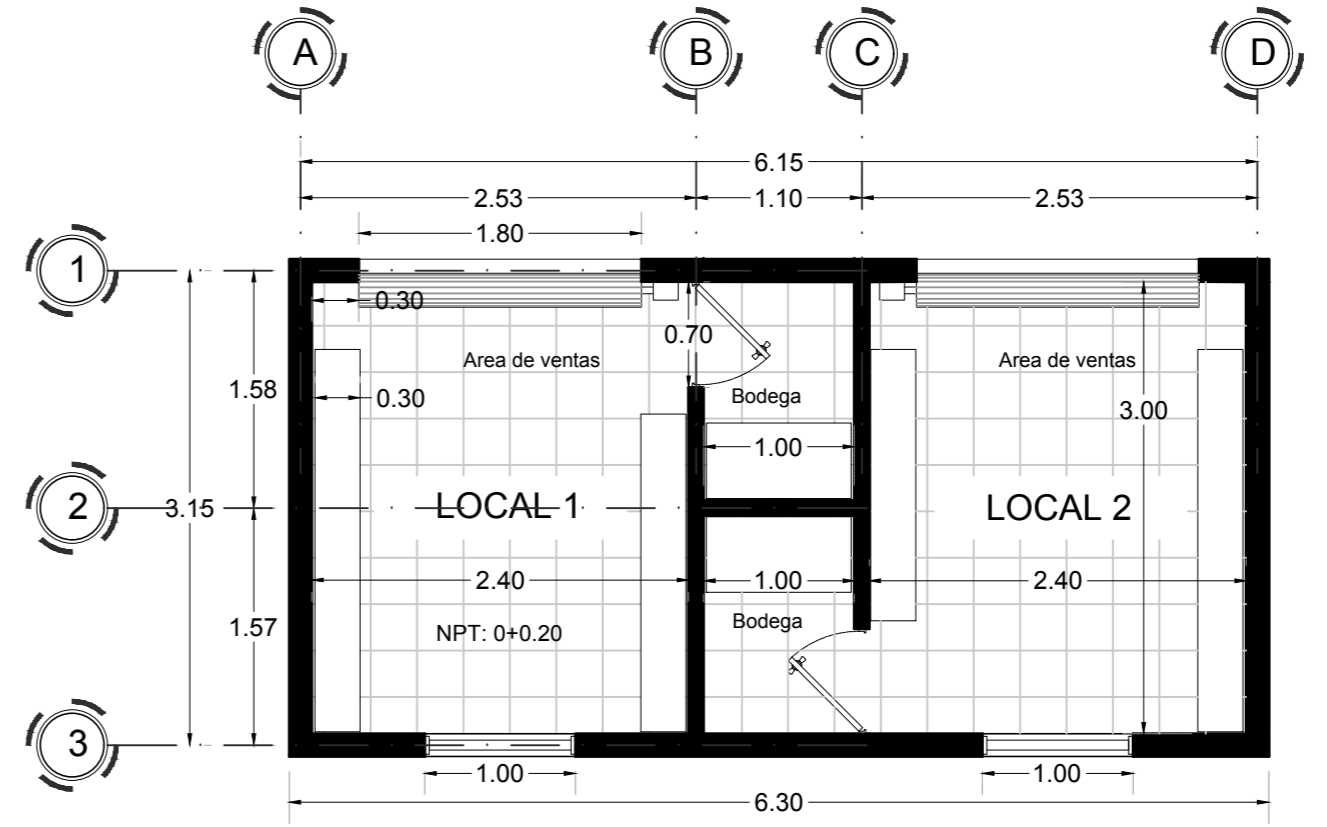 A B C D
6.15
2.53 1.10 2.53
1.80
1
0.30
0.70
Area de ventas Area de ventas
1.58 0.30 Bodega 3.00
1.00
2 3.15 LOCAL 1 LOCAL 2
2.40 1.00 2.40
1.57 NPT: 0+0.20 Bodega
3
1.00 1.00
6.30